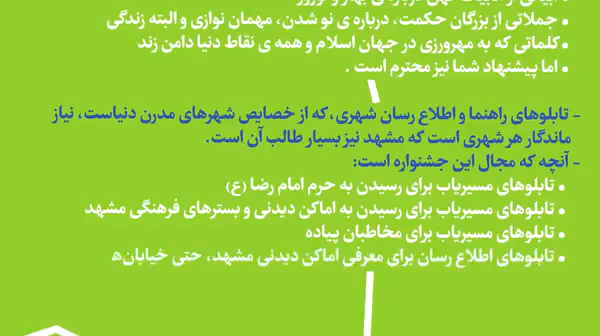 • جملاتی از بزرگان حکمت، درباره ی نو شدن، مهمان نوازی و البته زندگی
• کلماتی که به مهرورزی در جهان اسلام و همه ی نقاط دنیا دامن زند
• اما پیشنهاد شما نیز محترم است .
- تابلوهای راهنما و اطلاع رسان شهری،که از خصایص شهرهای مدرن دنیاست، نیاز
ماندگار هر شهری است که مشهد نیز بسیار طالب آن است.
- آنچه که مجال این جشنواره است:
• تابلوهای مسیریاب برای رسیدن به حرم امام رضا (ع)
• تابلوهای مسیریاب برای رسیدن به اماکن دیدنی و بسترهای فرهنگی مشهد
• تابلوهای مسیریاب برای مخاطبان پیاده
• تابلوهای اطلاع رسان برای معرفی اماکن دیدنی مشهد، حتی خیابان‌ه